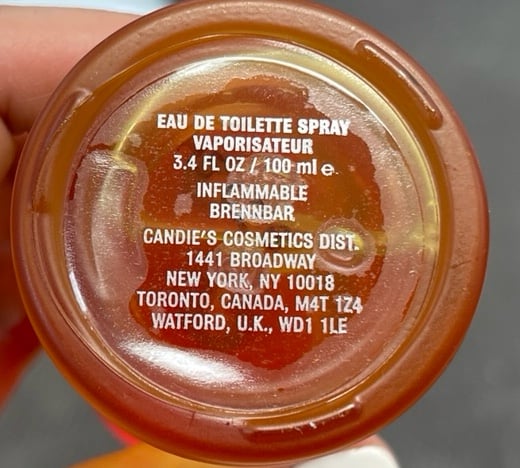 EAU DE TOILETTE SPRAY
VAPORISATEUR
3.4 FL OZ / 100 ml e
INFLAMMABLE
BRENNBAR
CANDIE'S COSMETICS DIST.
1441 BROADWAY
NEW YORK, NY 10018
TORONTO, CANADA, M4T 1Z4
WATFORD, U.K., WD1 1LE